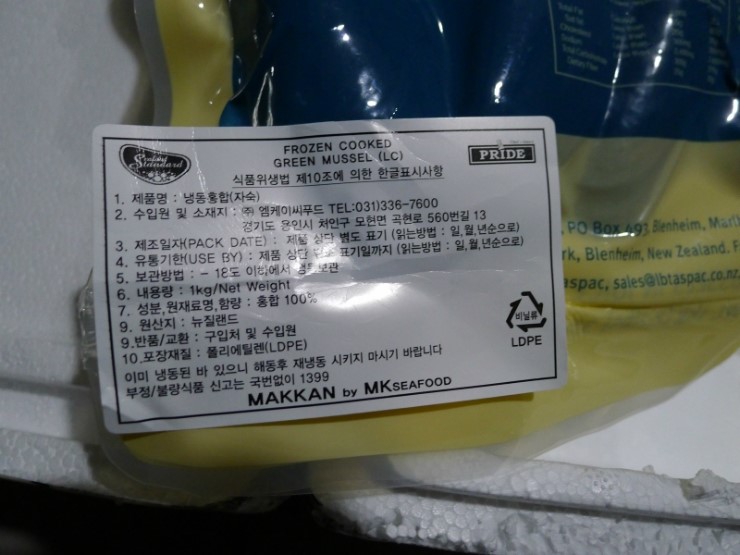 Quality Standard
FROZEN COOKED
GREEN MUSSEL (LC)
PRIDE
식품위생법 제10조에 의한 한글표시사항
1. 제품명 : 냉동홍합(자숙)
2. 수입원 및 소재지 : ㈜ 엠케이씨푸드 TEL:031)336-7600
경기도 용인시 처인구 모현면 곡현로 560번길 13
3. 제조일자(PACK DATE) : 제품 상단 별도 표기 (읽는방법 : 일,월,년순으로)
4. 유통기한(USE BY) : 제품 상단 별도 표기일까지 (읽는방법 : 일,월,년순으로)
5. 보관방법 : - 18도 이하에서 냉동보관
6. 내용량 : 1kg/Net Weight
7. 성분,원재료명,함량 : 홍합 100%
9. 원산지 : 뉴질랜드
9.반품/교환 : 구입처 및 수입원
10.포장재질 : 폴리에틸렌(LDPE)
이미 냉동된 바 있으니 해동후 재냉동 시키지 마시기 바랍니다
부정/불량식품 신고는 국번없이 1399
MAKKAN by MKSEAFOOD
비닐류
LDPE
PO Box 993 Blenheim, Marl
rk, Blenheim, New Zealand.
aspac, sales@lbtaspac.co.nz